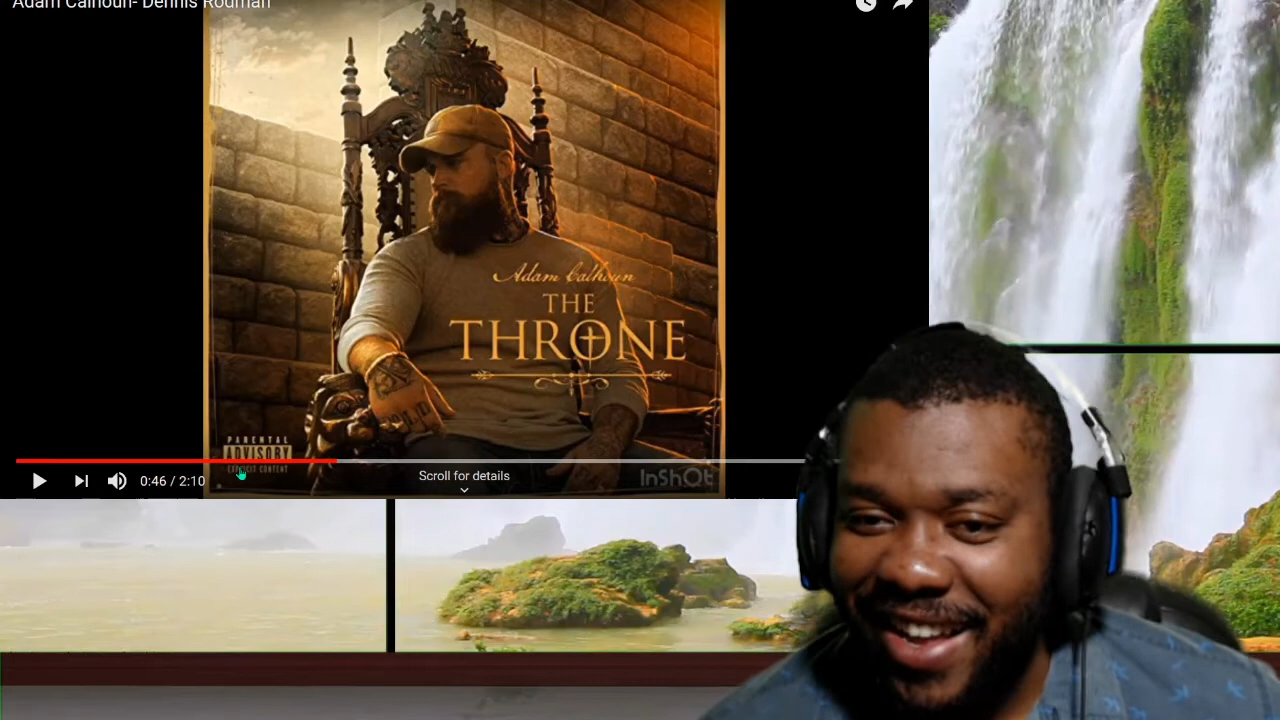 Adam Calhoun- Dennis Rodman
Adam Calhoun
THE
THRONE
PARENTAL
ADVISORY
EXPLICIT CONTENT
InShOt
0:46 / 2:10
Scroll for details